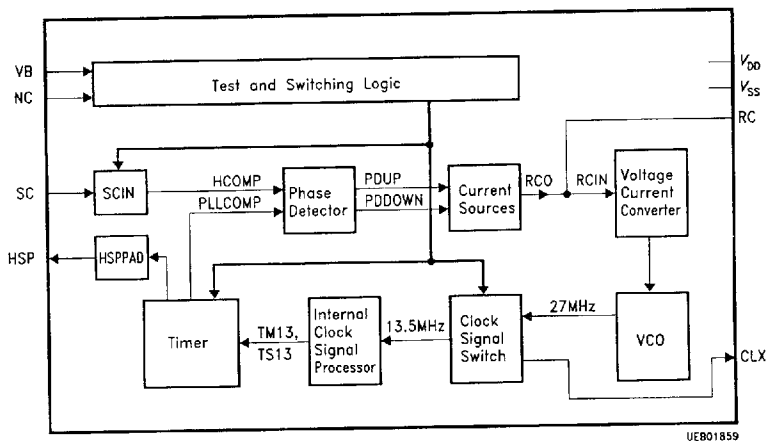 VB
NC
Test and Switching Logic
V_DD
V_SS
RC
SC
SCIN
HCOMP
PLLCOMP
Phase
Detector
PDUP
PDDOWN
Current
Sources
RCO
RCIN
Voltage
Current
Converter
HSP
HSPPAD
Timer
TM13,
TS13
Internal
Clock
Signal
Processor
13.5MHz
Clock
Signal
Switch
27MHz
VCO
CLX
UEB01859